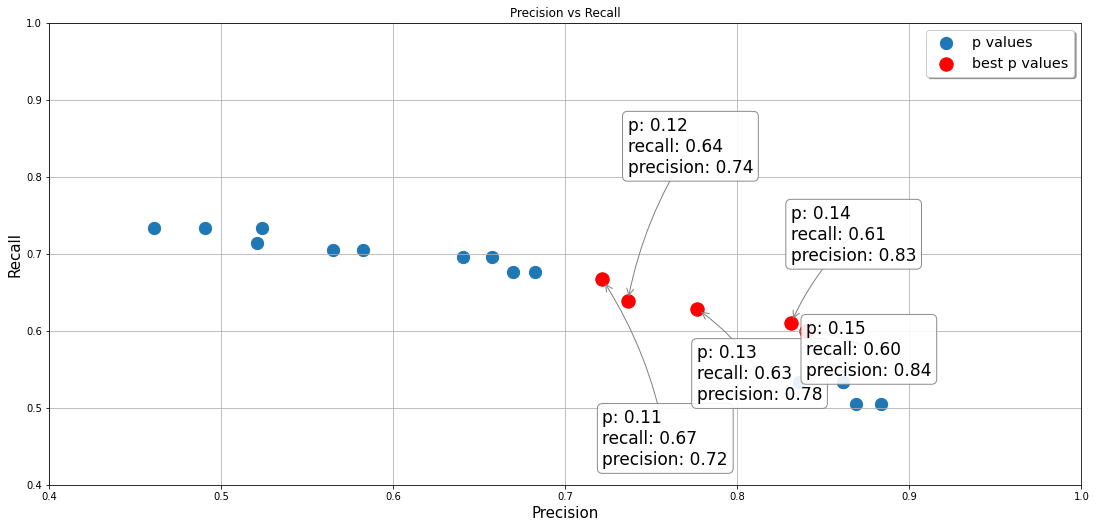 Precision vs Recall
p values
best p values
p: 0.12
recall: 0.64
precision: 0.74
p: 0.14
recall: 0.61
precision: 0.83
p: 0.15
recall: 0.60
precision: 0.84
p: 0.13
recall: 0.63
precision: 0.78
p: 0.11
recall: 0.67
precision: 0.72
Recall
1.0
0.9
0.8
0.7
0.6
0.5
0.4
0.4 0.5 0.6 0.7 0.8 0.9 1.0
Precision